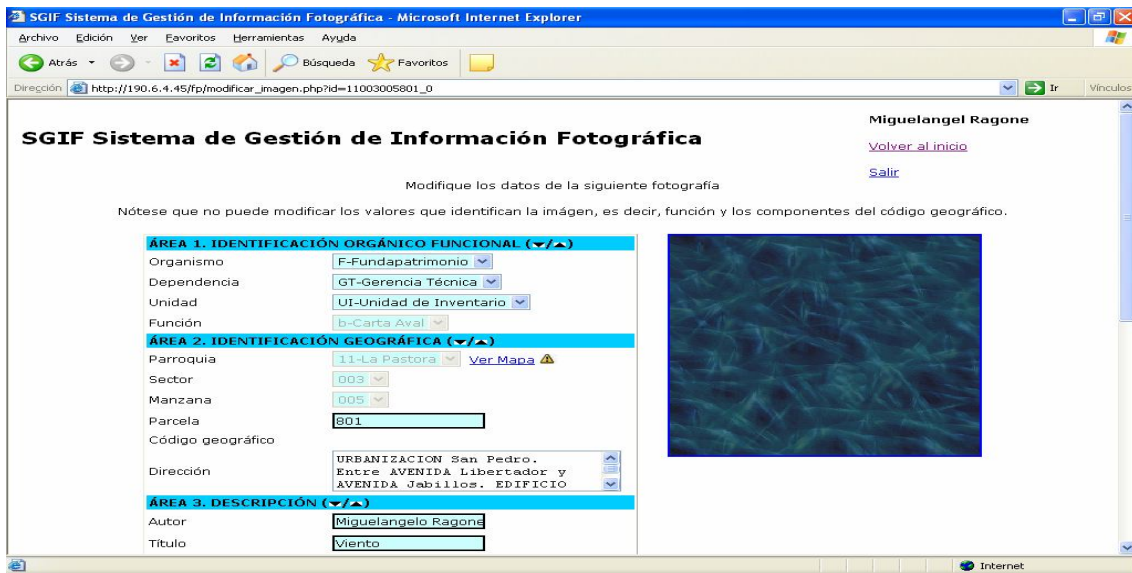 SGIF Sistema de Gestión de Información Fotográfica - Microsoft Internet Explorer
Archivo Edición Ver Favoritos Herramientas Ayuda
Atrás Búsqueda Favoritos
Dirección http://190.6.4.45/fp/modificar_imagen.php?id=11003005801_0 Ir Vínculos
Miguelangel Ragone
SGIF Sistema de Gestión de Información Fotográfica
Volver al inicio
Salir
Modifique los datos de la siguiente fotografía
Nótese que no puede modificar los valores que identifican la imágen, es decir, función y los componentes del código geográfico.
ÁREA 1. IDENTIFICACIÓN ORGÁNICO FUNCIONAL (▼/▲)
Organismo F-Fundapatrimonio
Dependencia GT-Gerencia Técnica
Unidad UI-Unidad de Inventario
Función b-Carta Aval
ÁREA 2. IDENTIFICACIÓN GEOGRÁFICA (▼/▲)
Parroquia 11-La Pastora Ver Mapa
Sector 003
Manzana 005
Parcela 801
Código geográfico
Dirección URBANIZACION San Pedro.
Entre AVENIDA Libertador y
AVENIDA Jabillos. EDIFICIO
ÁREA 3. DESCRIPCIÓN (▼/▲)
Autor Miguelangelo Ragone
Título Viento
Internet